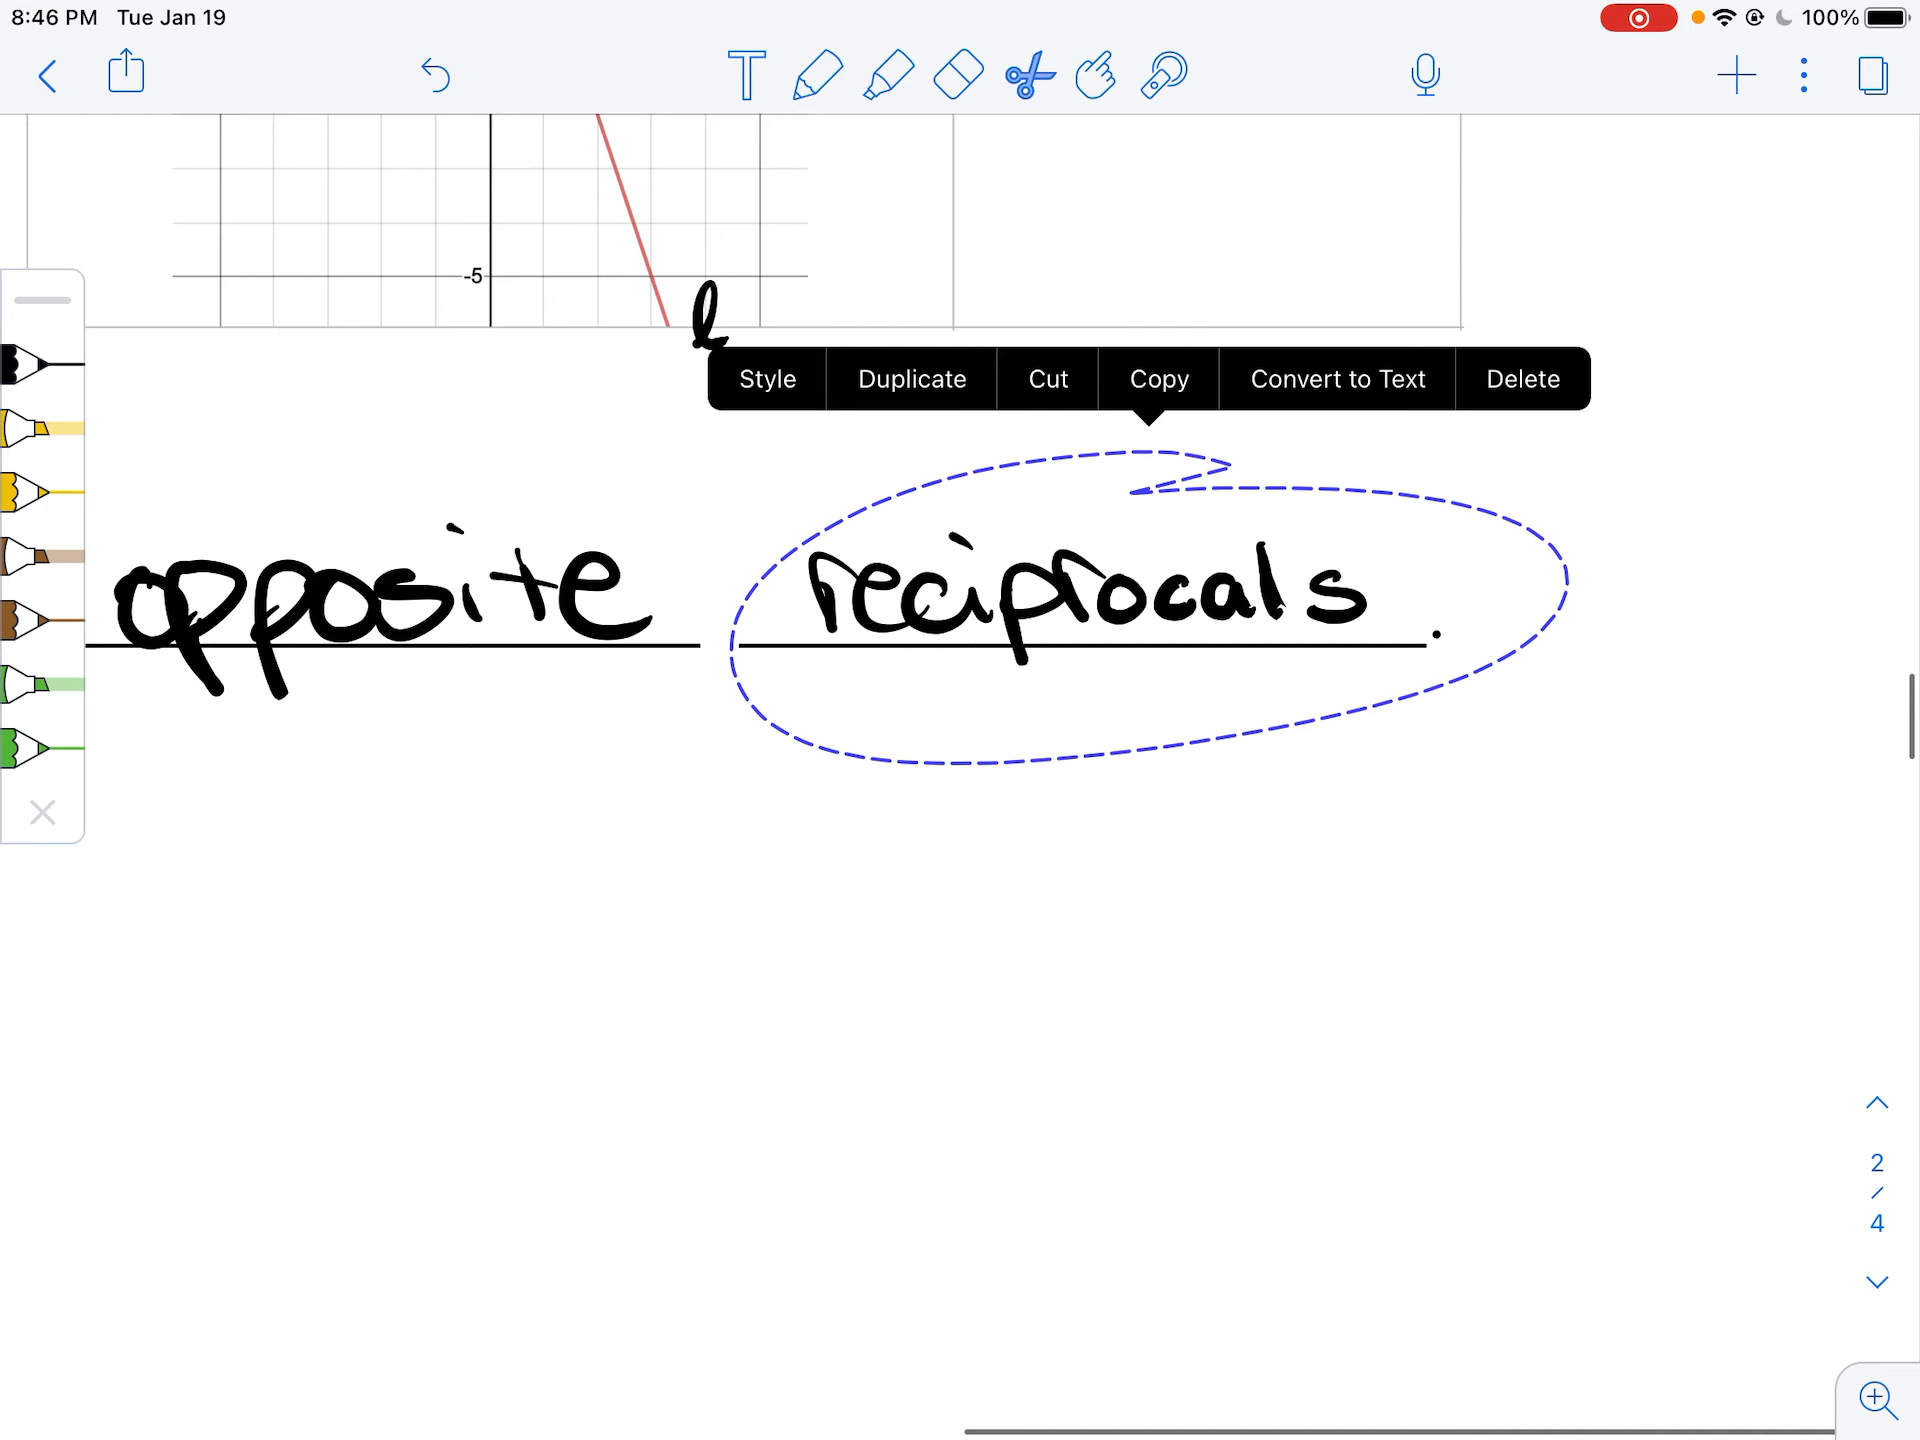 8:46 PM Tue Jan 19 100%
T
-5
l
Style Duplicate Cut Copy Convert to Text Delete
opposite reciprocals.
2
/
4